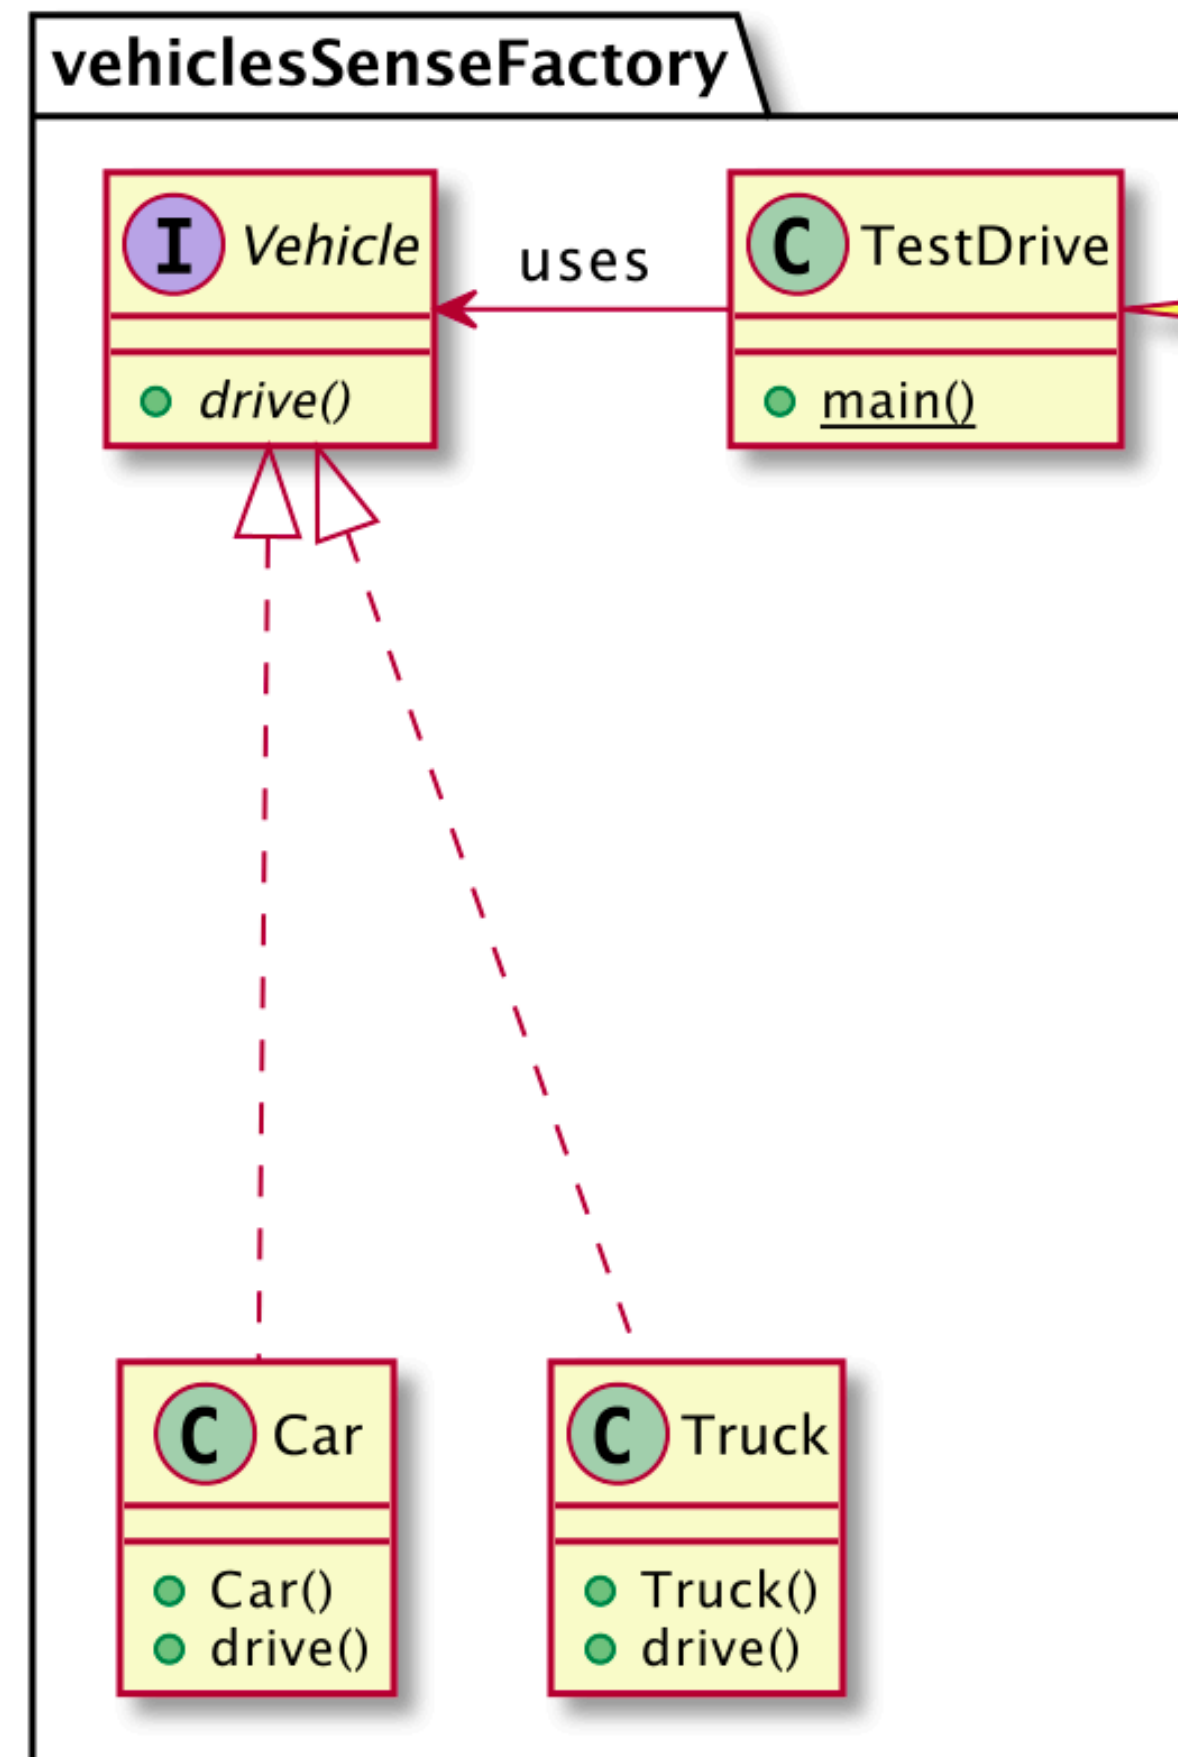 vehiclesSenseFactory
I Vehicle
drive()
uses
C TestDrive
main()
C Car
Car()
drive()
C Truck
Truck()
drive()